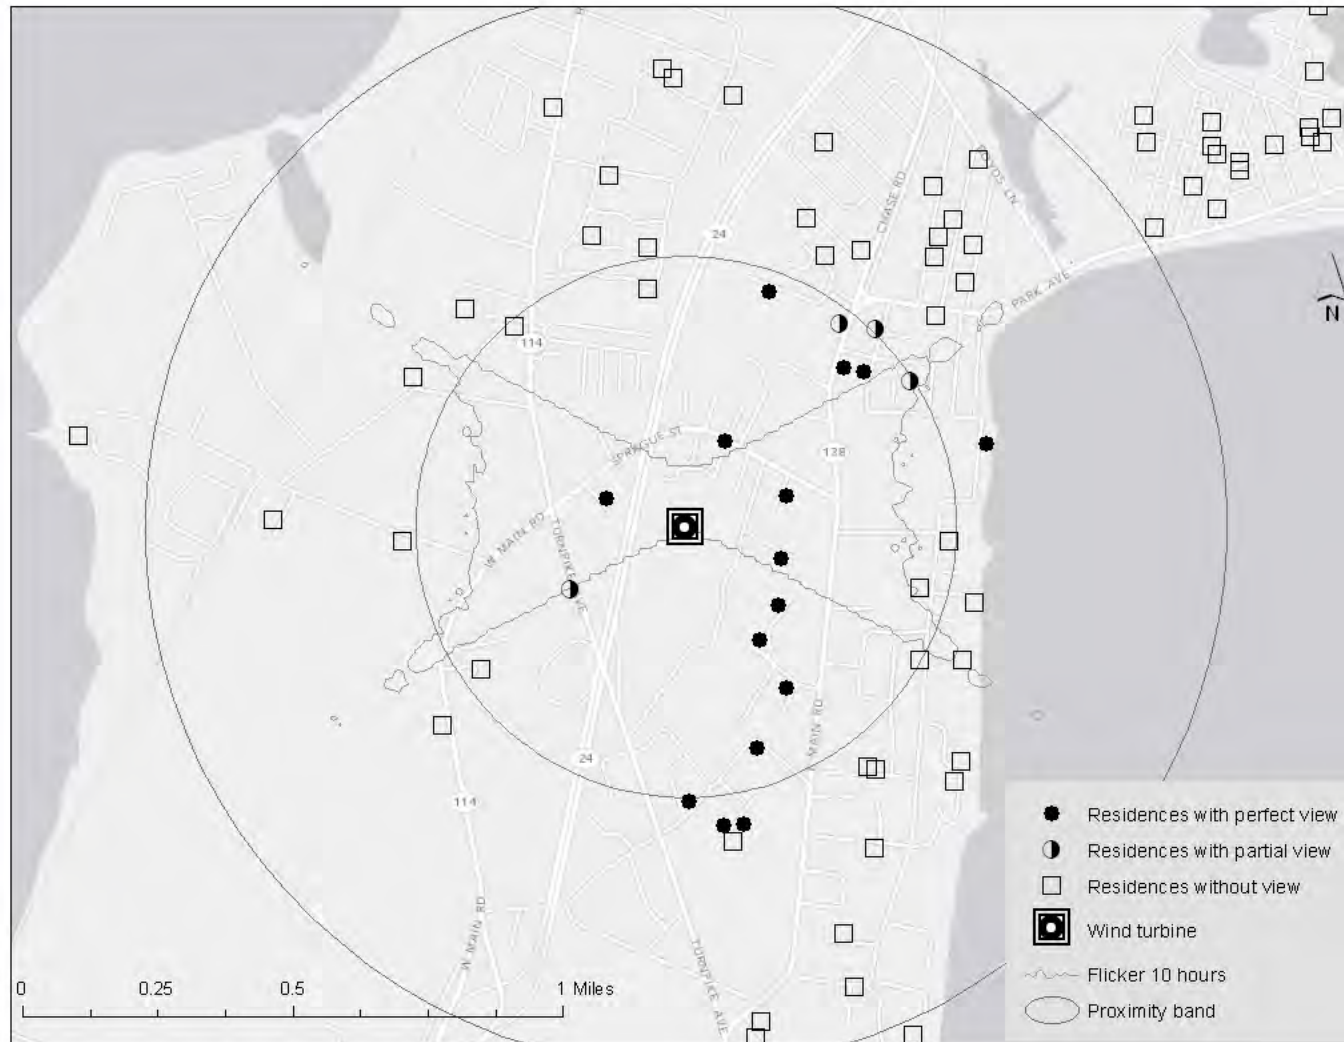 24
CHASE RD
BOYDS LN
PARK AVE
114
SPRAGUE ST
138
W MAIN RD
TURNPIKE AVE
MAIN RD
24
114
W MAIN RD
TURNPIKE AVE
N
Residences with perfect view
Residences with partial view
Residences without view
Wind turbine
Flicker 10 hours
Proximity band
0 0.25 0.5 1 Miles